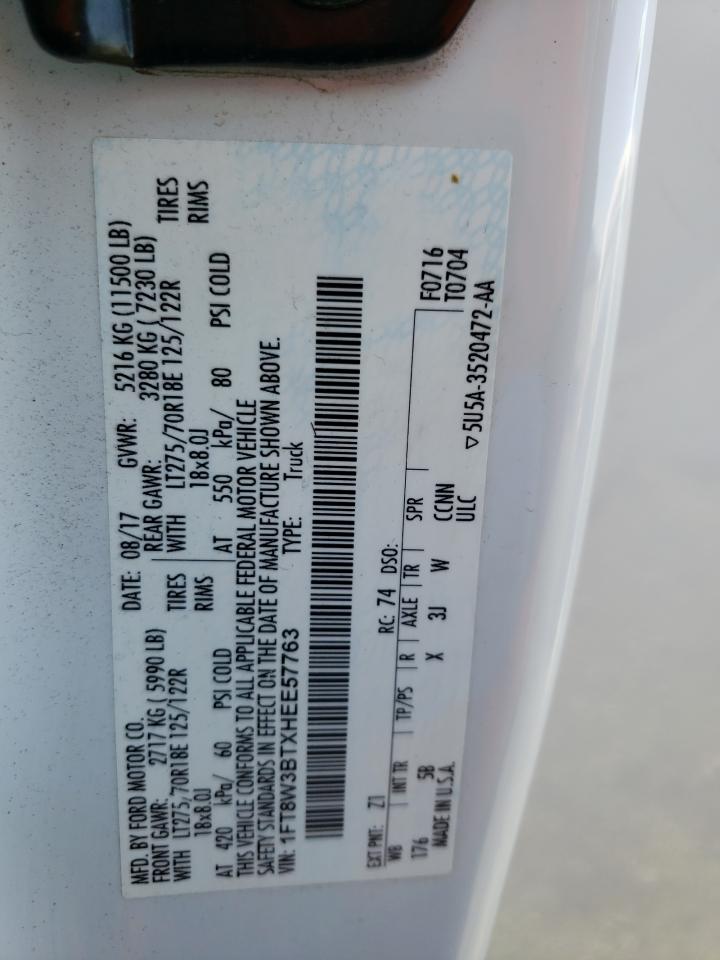 MFD. BY FORD MOTOR CO. DATE: 08/17 GVWR: 5216 KG (11500 LB)
FRONT GAWR: 2717 KG ( 5990 LB) REAR GAWR: 3280 KG ( 7230 LB)
WITH LT275/70R18E 125/122R TIRES WITH LT275/70R18E 125/122R TIRES
18x8.0J RIMS 18x8.0J RIMS
AT 420 kPa/ 60 PSI COLD AT 550 kPa/ 80 PSI COLD
THIS VEHICLE CONFORMS TO ALL APPLICABLE FEDERAL MOTOR VEHICLE
SAFETY STANDARDS IN EFFECT ON THE DATE OF MANUFACTURE SHOWN ABOVE.
VIN: 1FT8W3BTXHEE57763 TYPE: Truck
EXT PNT: Z1 RC: 74 DSO: F0716
WB INT TR TP/PS R AXLE TR SPR T0704
176 5B X 3J W CCNN ▽5U5A-3520472-AA
MADE IN U.S.A. ULC